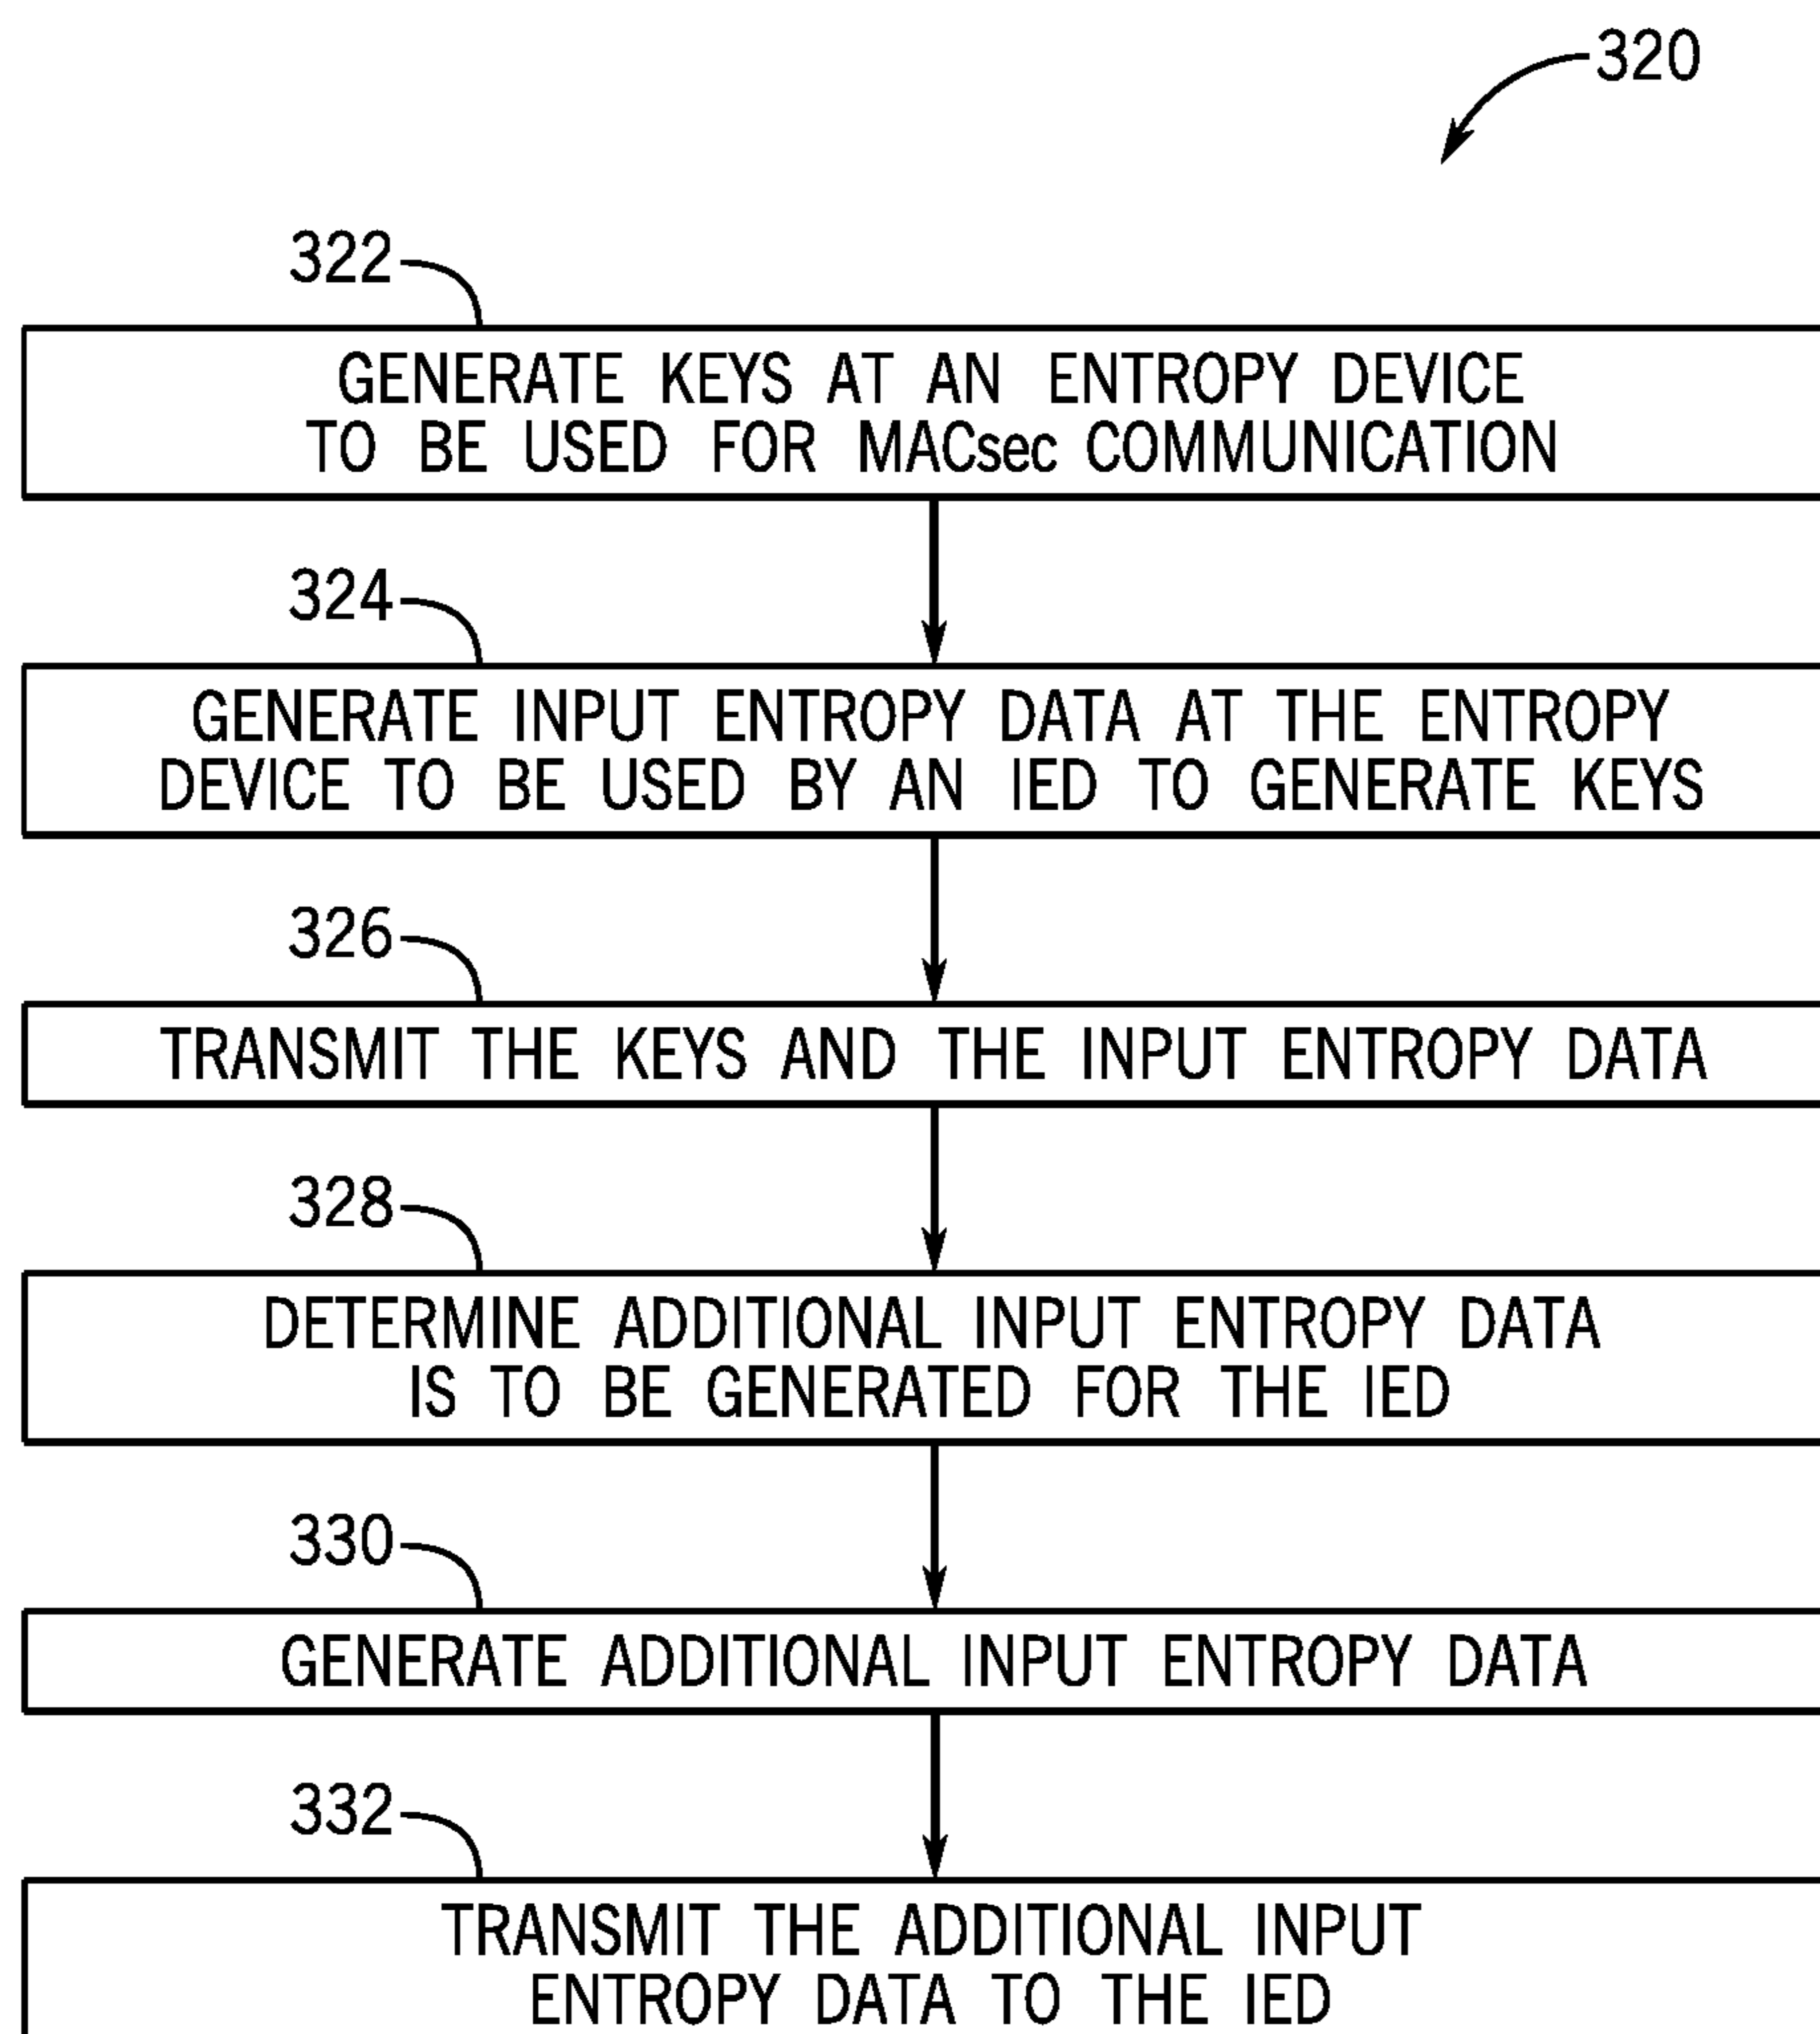 320
322
GENERATE KEYS AT AN ENTROPY DEVICE
TO BE USED FOR MACsec COMMUNICATION
324
GENERATE INPUT ENTROPY DATA AT THE ENTROPY
DEVICE TO BE USED BY AN IED TO GENERATE KEYS
326
TRANSMIT THE KEYS AND THE INPUT ENTROPY DATA
328
DETERMINE ADDITIONAL INPUT ENTROPY DATA
IS TO BE GENERATED FOR THE IED
330
GENERATE ADDITIONAL INPUT ENTROPY DATA
332
TRANSMIT THE ADDITIONAL INPUT
ENTROPY DATA TO THE IED